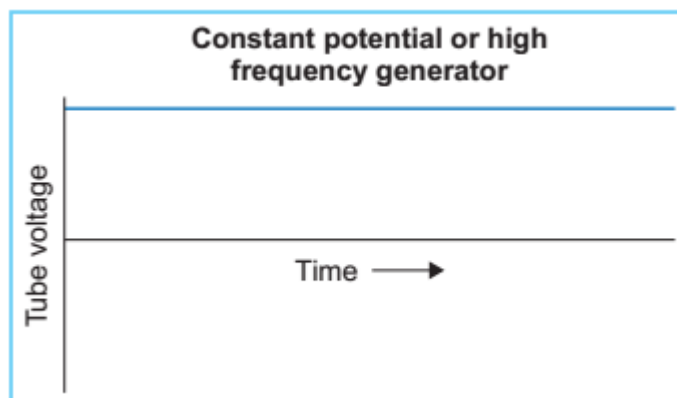 Constant potential or high
frequency generator
Tube voltage
Time